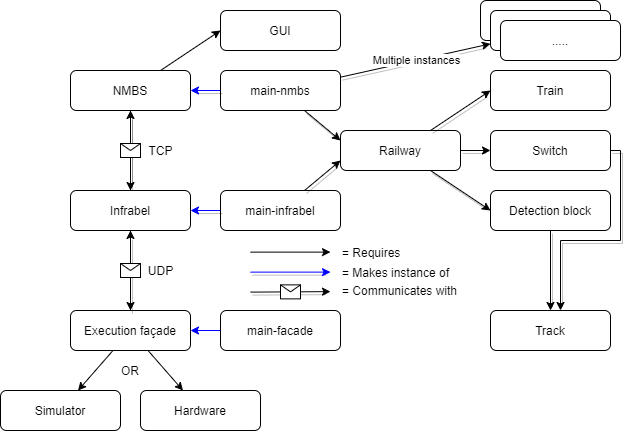 GUI
.....
Multiple instances
NMBS
main-nmbs
Train
TCP
Railway
Switch
Infrabel
main-infrabel
Detection block
= Requires
UDP
= Makes instance of
= Communicates with
Execution façade
main-facade
Track
OR
Simulator
Hardware